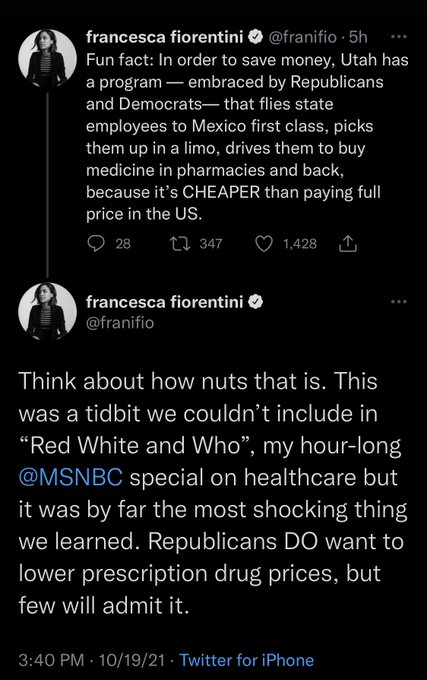 francesca fiorentini @franifio · 5h
Fun fact: In order to save money, Utah has
a program — embraced by Republicans
and Democrats— that flies state
employees to Mexico first class, picks
them up in a limo, drives them to buy
medicine in pharmacies and back,
because it’s CHEAPER than paying full
price in the US.
28 347 1,428
francesca fiorentini
@franifio
Think about how nuts that is. This
was a tidbit we couldn’t include in
“Red White and Who”, my hour-long
@MSNBC special on healthcare but
it was by far the most shocking thing
we learned. Republicans DO want to
lower prescription drug prices, but
few will admit it.
3:40 PM · 10/19/21 · Twitter for iPhone